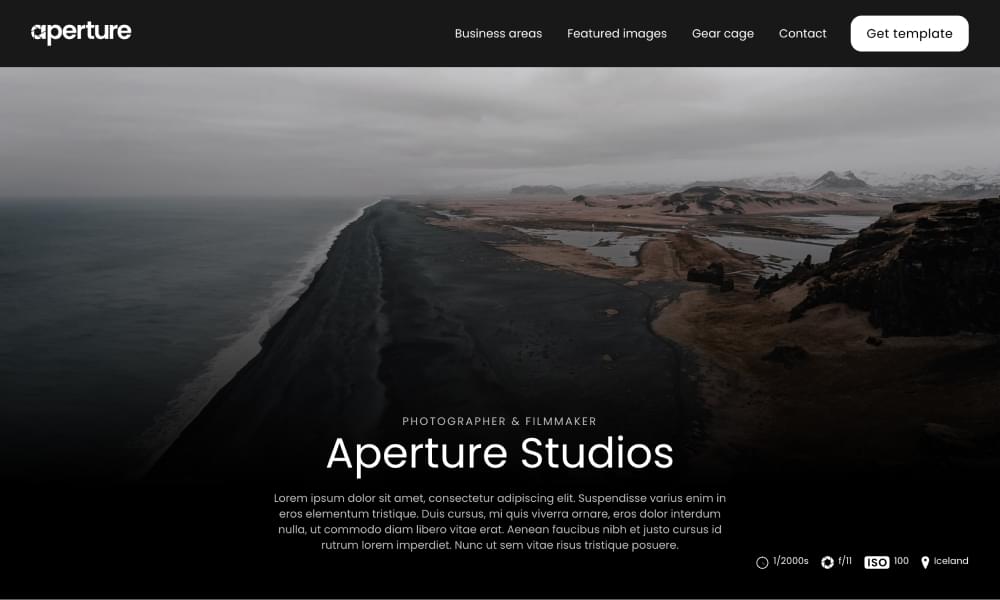 aperture
Business areas
Featured images
Gear cage
Contact
Get template
PHOTOGRAPHER & FILMMAKER
Aperture Studios
Lorem ipsum dolor sit amet, consectetur adipiscing elit. Suspendisse varius enim in
eros elementum tristique. Duis cursus, mi quis viverra ornare, eros dolor interdum
nulla, ut commodo diam libero vitae erat. Aenean faucibus nibh et justo cursus id
rutrum lorem imperdiet. Nunc ut sem vitae risus tristique posuere.
1/2000s
f/11
ISO 100
Iceland